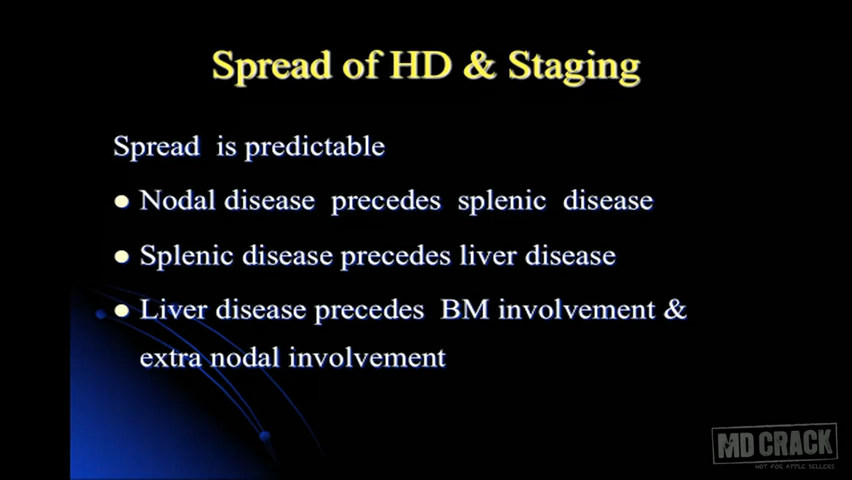 Spread of HD & Staging
Spread is predictable
Nodal disease precedes splenic disease
Splenic disease precedes liver disease
Liver disease precedes BM involvement &
extra nodal involvement
MD CRACK
NOT FOR APPLE SELLERS